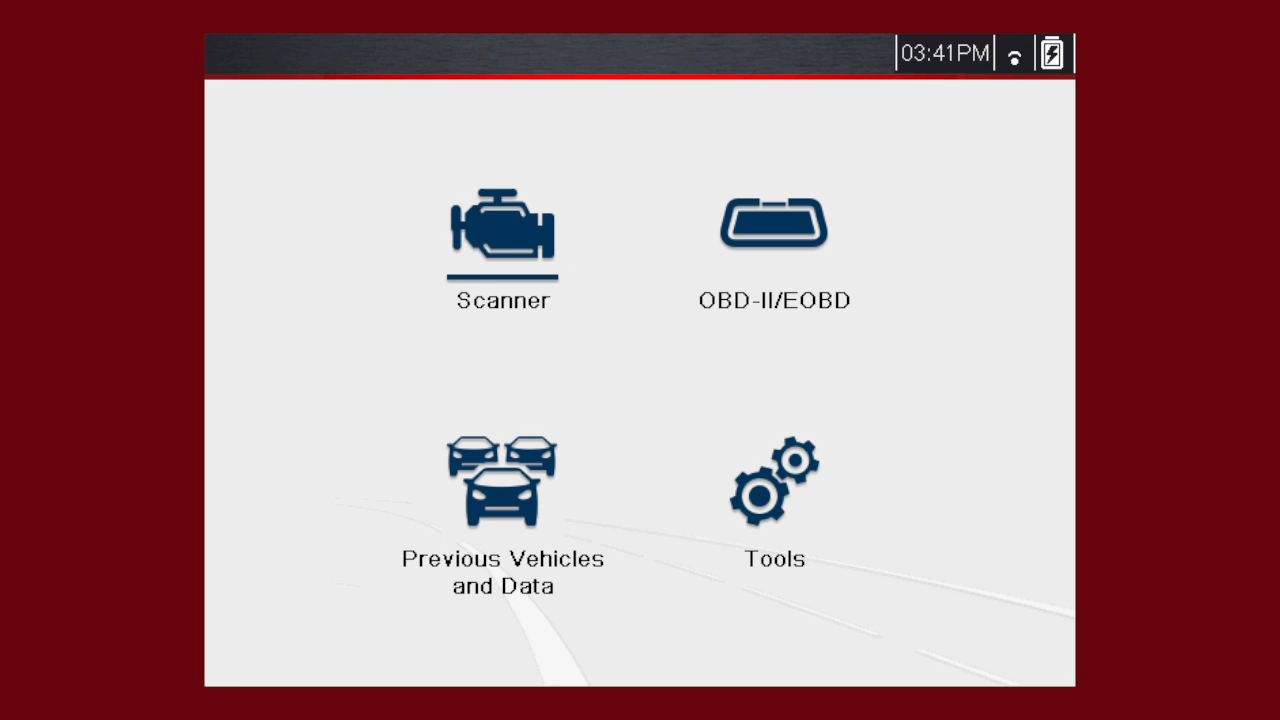 03:41PM
Scanner
OBD-II/EOBD
Previous Vehicles
and Data
Tools